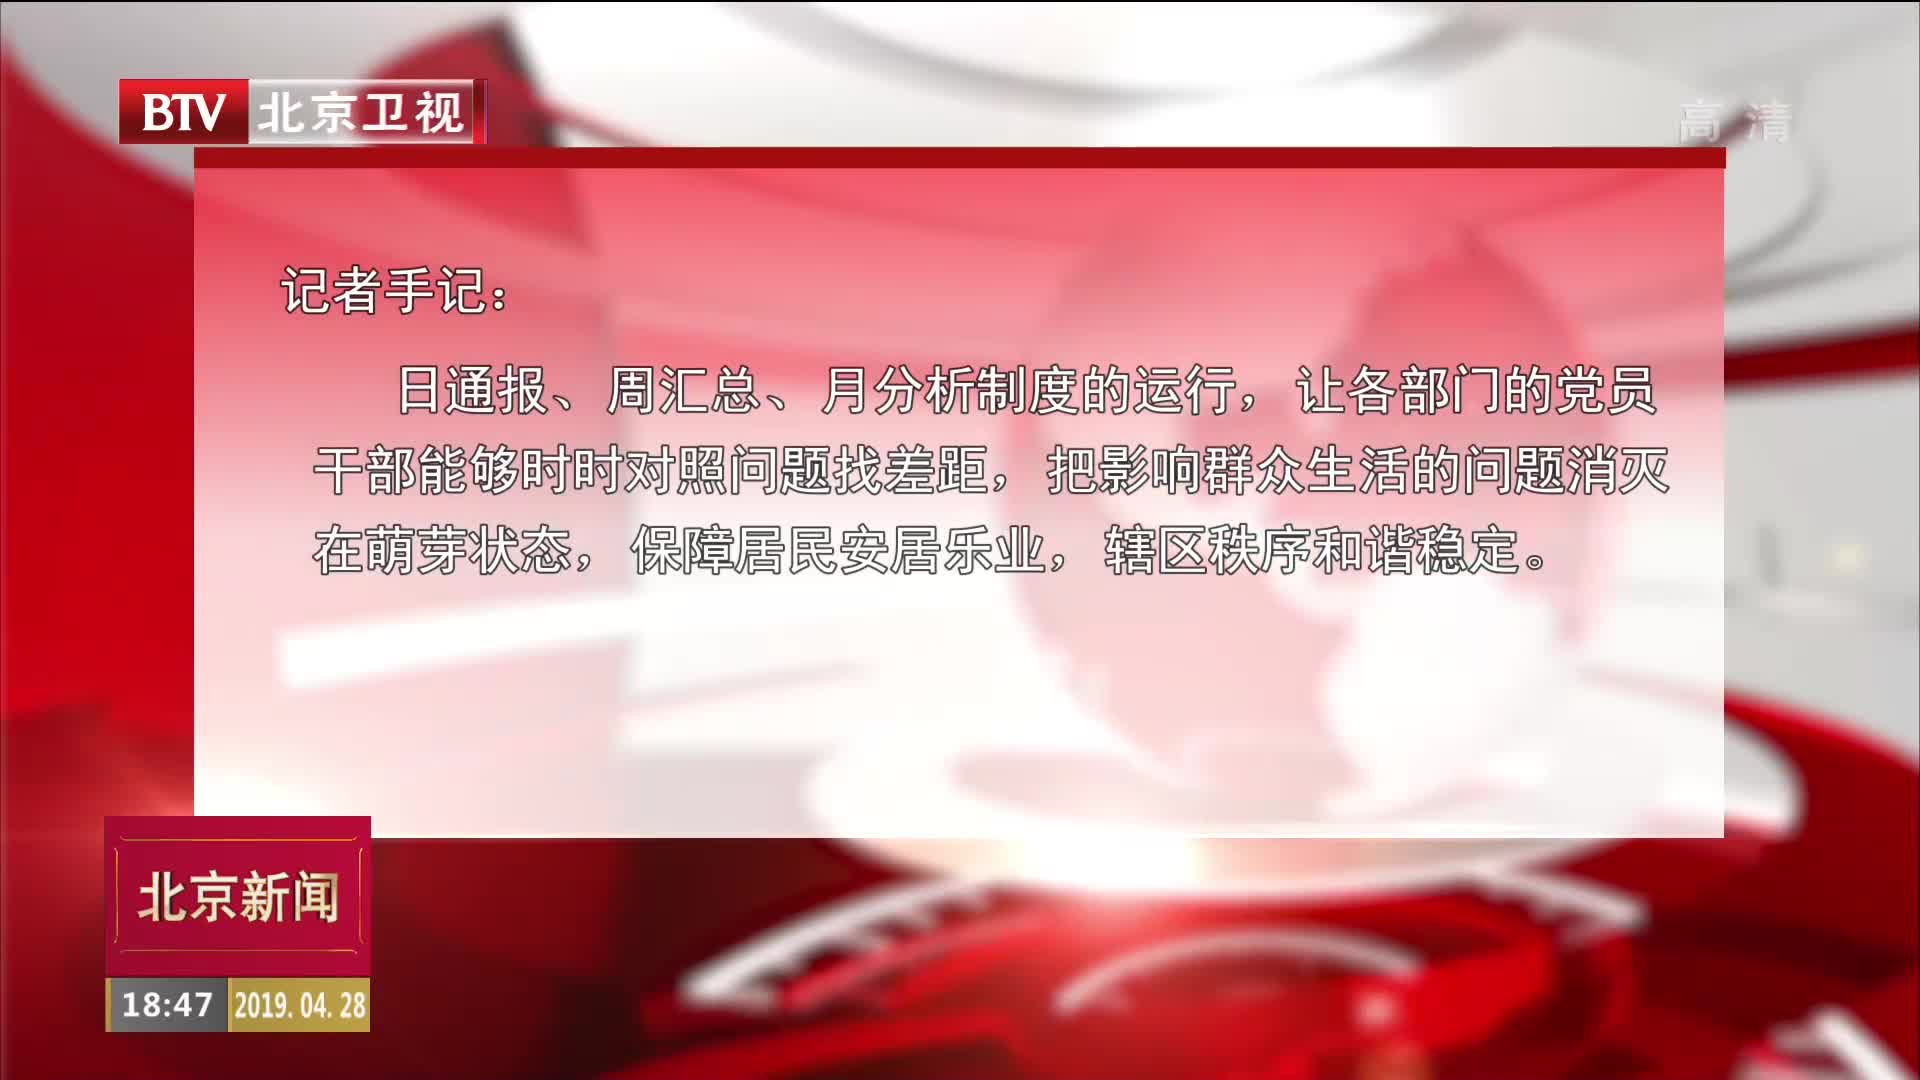 BTV 北京卫视
高清
记者手记：
日通报、周汇总、月分析制度的运行，让各部门的党员
干部能够时时对照问题找差距，把影响群众生活的问题消灭
在萌芽状态，保障居民安居乐业，辖区秩序和谐稳定。
北京新闻
18:47 2019.04.28